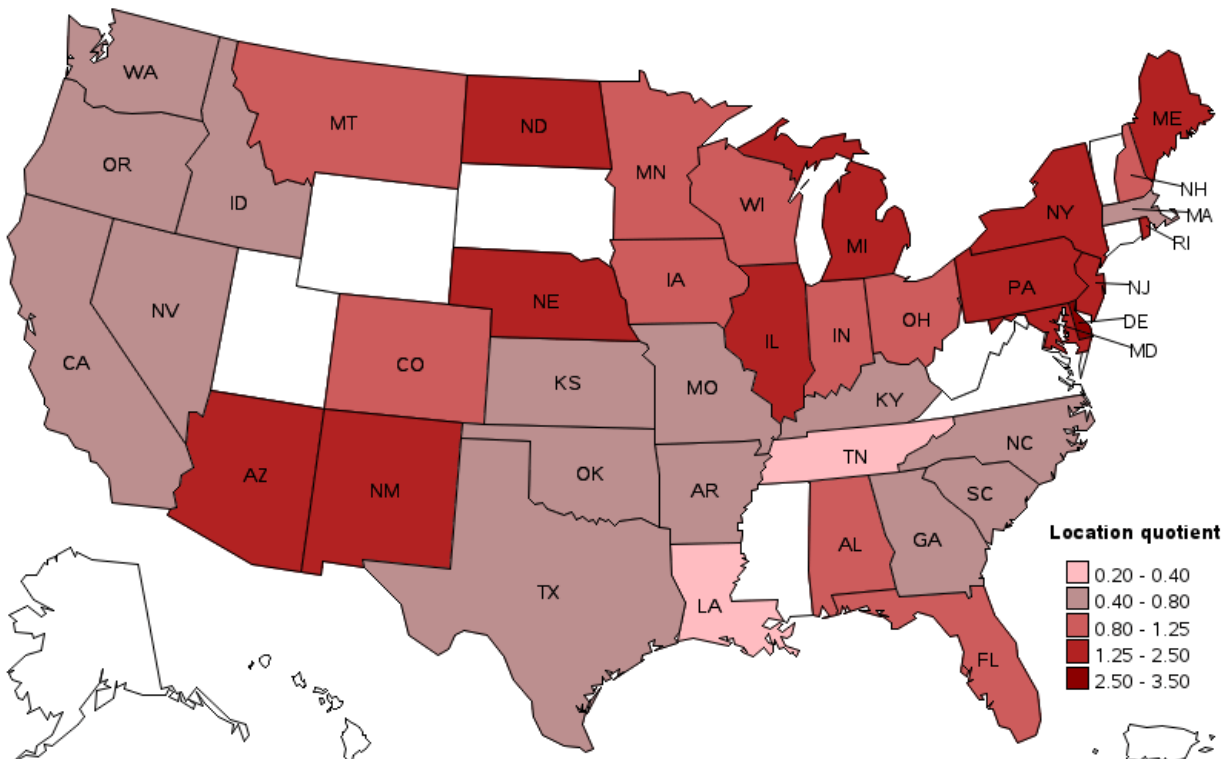 WA
MT
ND
ME
OR
MN
ID
WI
NH
NY
MA
RI
MI
IA
NE
PA
NJ
NV
OH
DE
IN
IL
MD
CA
CO
KS
MO
KY
TN
NC
AZ
OK
NM
AR
SC
GA
AL
Location quotient
0.20 - 0.40
TX
LA
0.40 - 0.80
0.80 - 1.25
FL
1.25 - 2.50
2.50 - 3.50